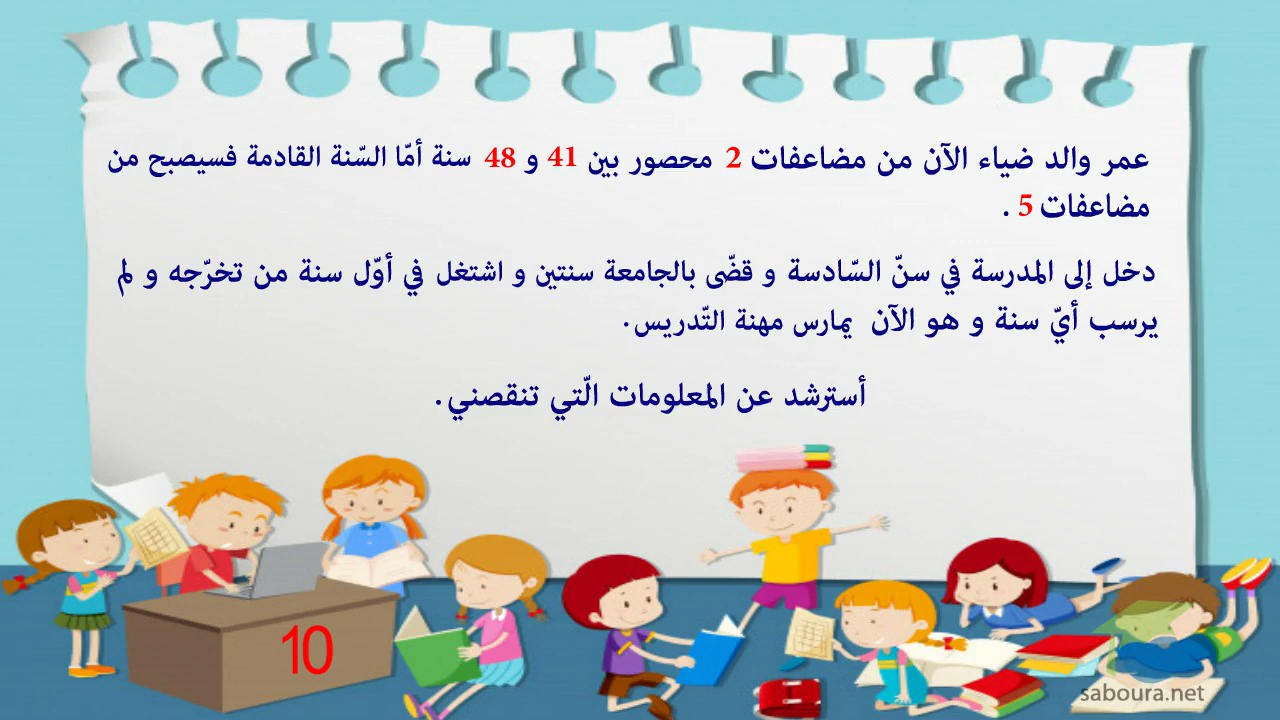 عمر والد ضياء الآن من مضاعفات 2 محصور بين 41 و 48 سنة أمّا السّنة القادمة فسيصبح من
مضاعفات 5 .
دخل إلى المدرسة في سنّ السّادسة و قضّى بالجامعة سنتين و اشتغل في أوّل سنة من تخرّجه و لم
يرسب أيّ سنة و هو الآن يمارس مهنة التّدريس.
أسترشد عن المعلومات الّتي تنقصني.
10
saboura.net